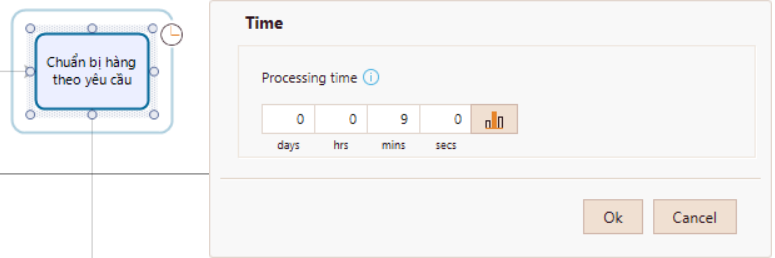 Chuẩn bị hàng
theo yêu cầu
Time
Processing time
0 0 9 0
days hrs mins secs
Ok Cancel